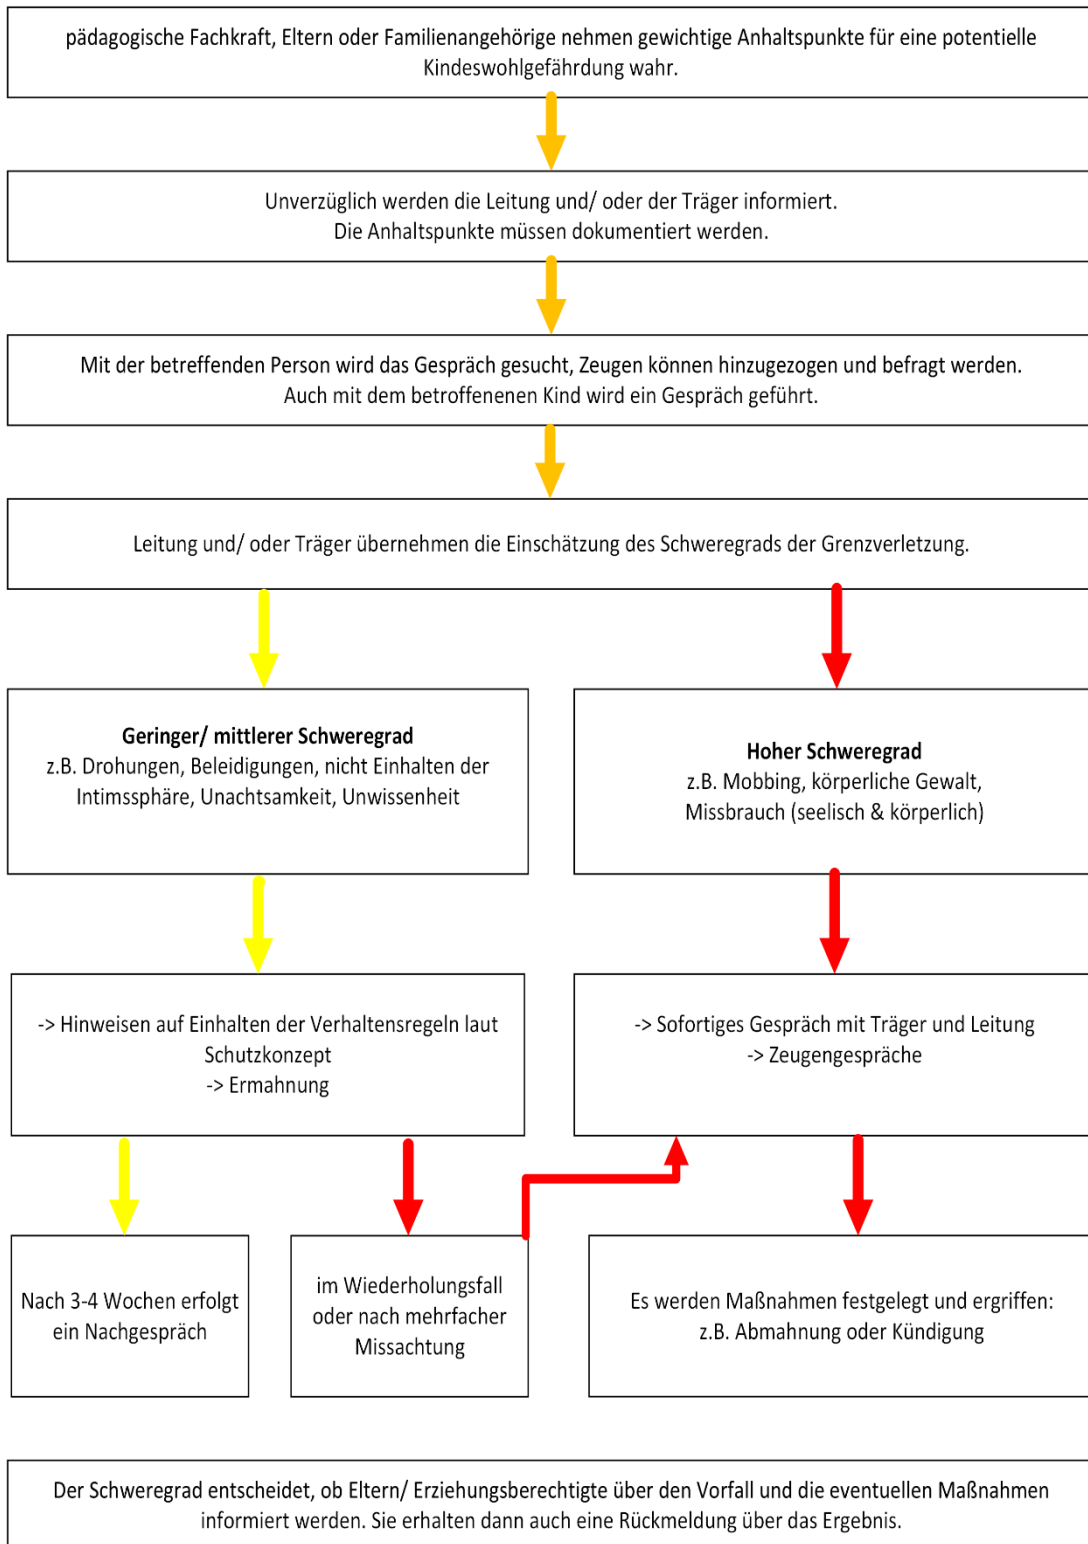 pädagogische Fachkraft, Eltern oder Familienangehörige nehmen gewichtige Anhaltspunkte für eine potentielle
Kindeswohlgefährdung wahr.
Unverzüglich werden die Leitung und/ oder der Träger informiert.
Die Anhaltspunkte müssen dokumentiert werden.
Mit der betreffenden Person wird das Gespräch gesucht, Zeugen können hinzugezogen und befragt werden.
Auch mit dem betroffenenen Kind wird ein Gespräch geführt.
Leitung und/ oder Träger übernehmen die Einschätzung des Schweregrads der Grenzverletzung.
Geringer/ mittlerer Schweregrad
z.B. Drohungen, Beleidigungen, nicht Einhalten der
Intimssphäre, Unachtsamkeit, Unwissenheit
Hoher Schweregrad
z.B. Mobbing, körperliche Gewalt,
Missbrauch (seelisch & körperlich)
-> Hinweisen auf Einhalten der Verhaltensregeln laut
Schutzkonzept
-> Ermahnung
-> Sofortiges Gespräch mit Träger und Leitung
-> Zeugengespräche
Nach 3-4 Wochen erfolgt
ein Nachgespräch
im Wiederholungsfall
oder nach mehrfacher
Missachtung
Es werden Maßnahmen festgelegt und ergriffen:
z.B. Abmahnung oder Kündigung
Der Schweregrad entscheidet, ob Eltern/ Erziehungsberechtigte über den Vorfall und die eventuellen Maßnahmen
informiert werden. Sie erhalten dann auch eine Rückmeldung über das Ergebnis.